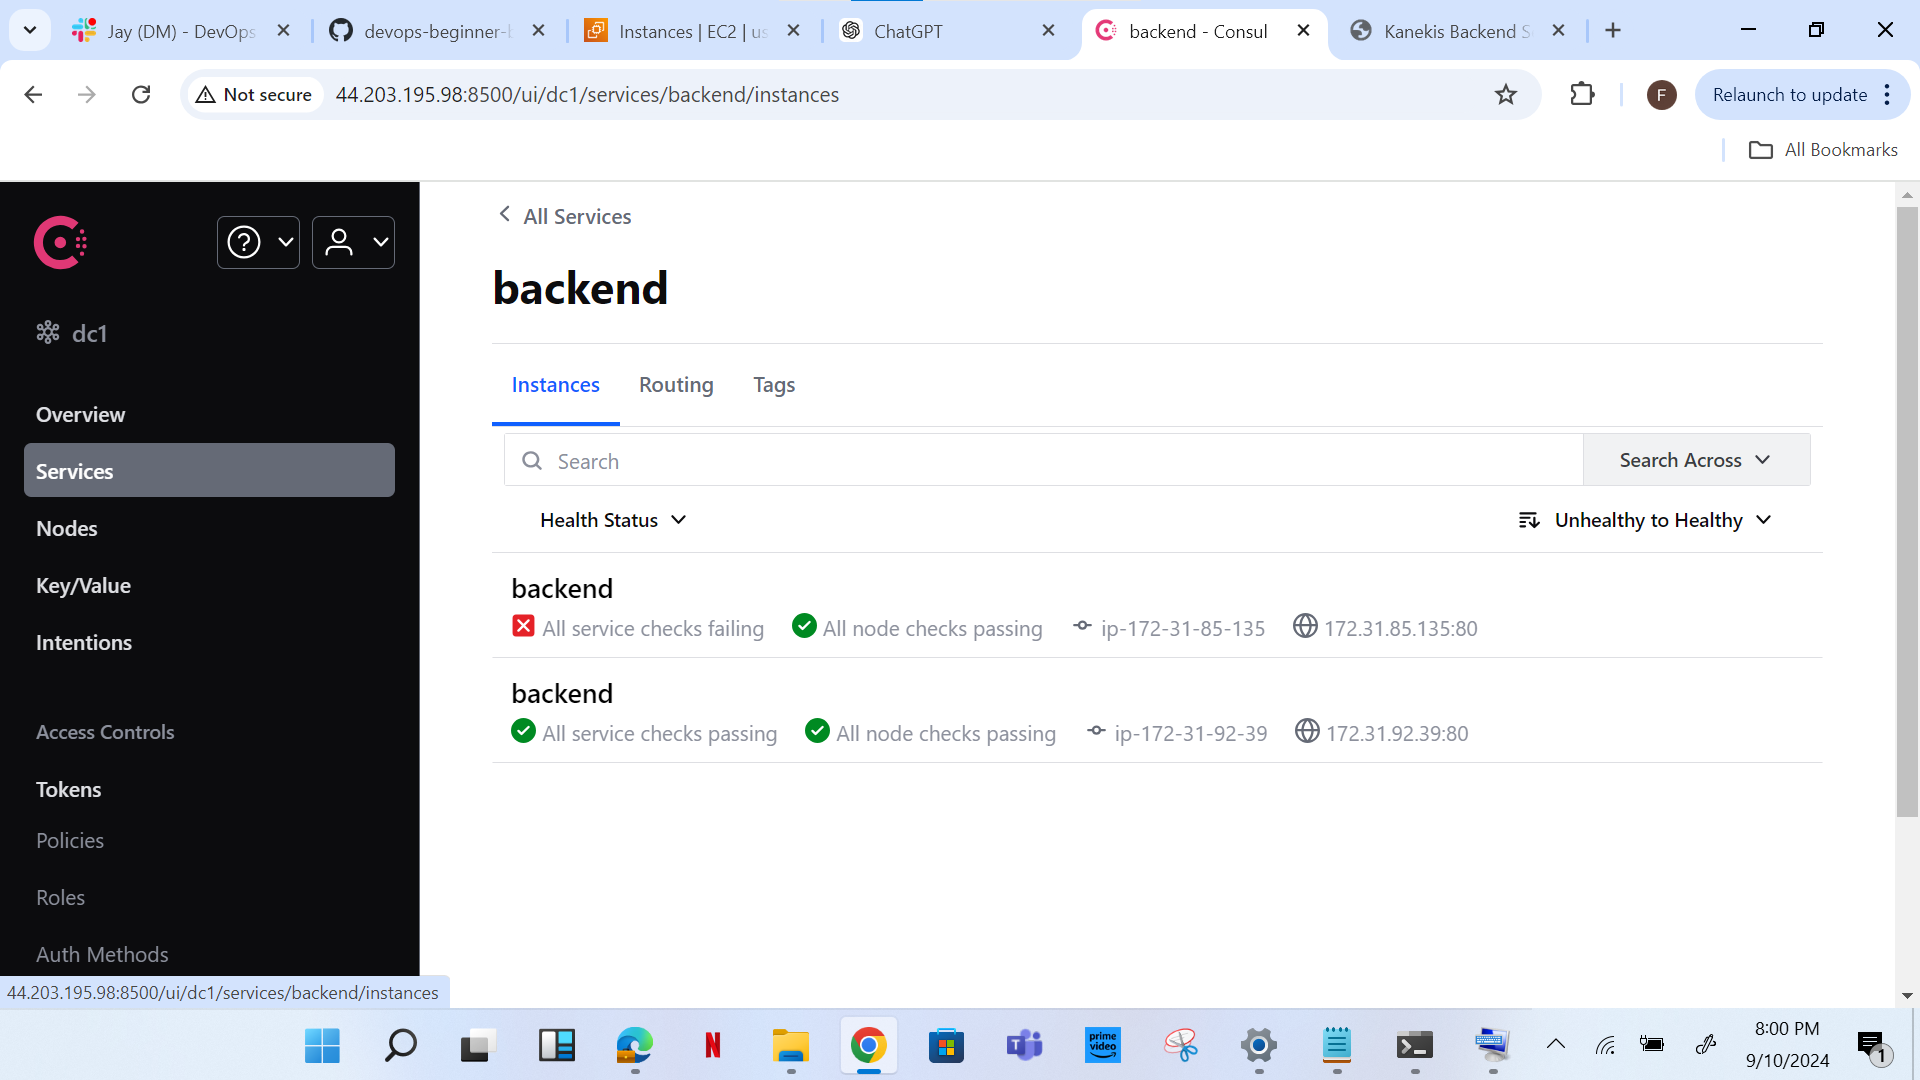 Jay (DM) - DevOps
devops-beginner-b
Instances | EC2 | us
ChatGPT
backend - Consul
Kanekis Backend Se
Not secure
44.203.195.98:8500/ui/dc1/services/backend/instances
F
Relaunch to update
All Bookmarks
dc1
Overview
Services
Nodes
Key/Value
Intentions
Access Controls
Tokens
Policies
Roles
Auth Methods
44.203.195.98:8500/ui/dc1/services/backend/instances
All Services
backend
Instances Routing Tags
Search
Search Across
Health Status
Unhealthy to Healthy
backend
All service checks failing All node checks passing ip-172-31-85-135 172.31.85.135:80
backend
All service checks passing All node checks passing ip-172-31-92-39 172.31.92.39:80
N
prime video
8:00 PM
9/10/2024
1